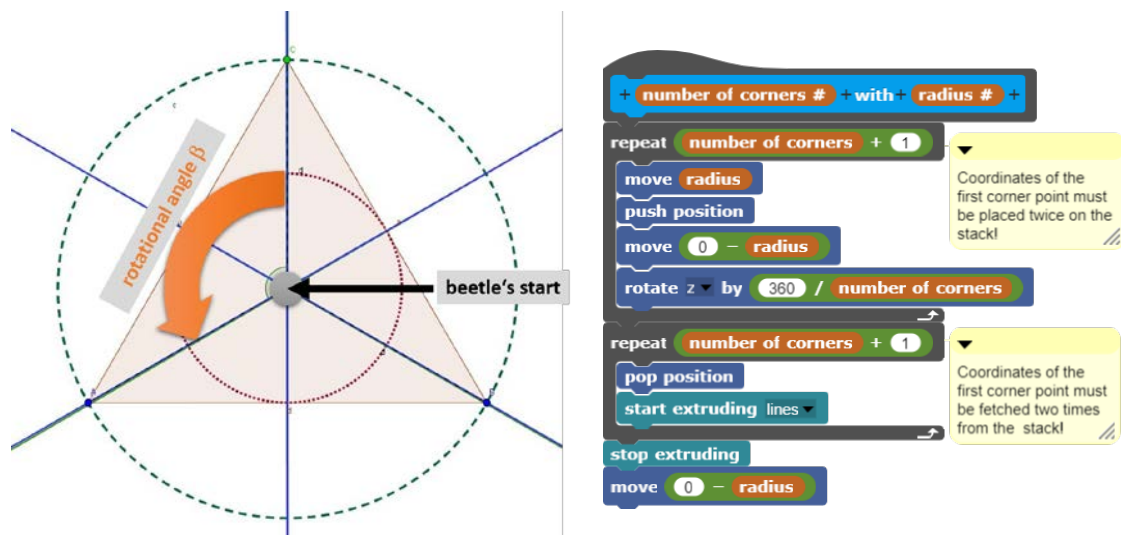 C
c
rotational angle β
d
beetle's start
A
B
+ number of corners # + with + radius # +
repeat number of corners + 1
move radius
push position
move 0 − radius
rotate z by 360 / number of corners
Coordinates of the
first corner point must
be placed twice on the
stack!
repeat number of corners + 1
pop position
start extruding lines
Coordinates of the
first corner point must
be fetched two times
from the stack!
stop extruding
move 0 − radius